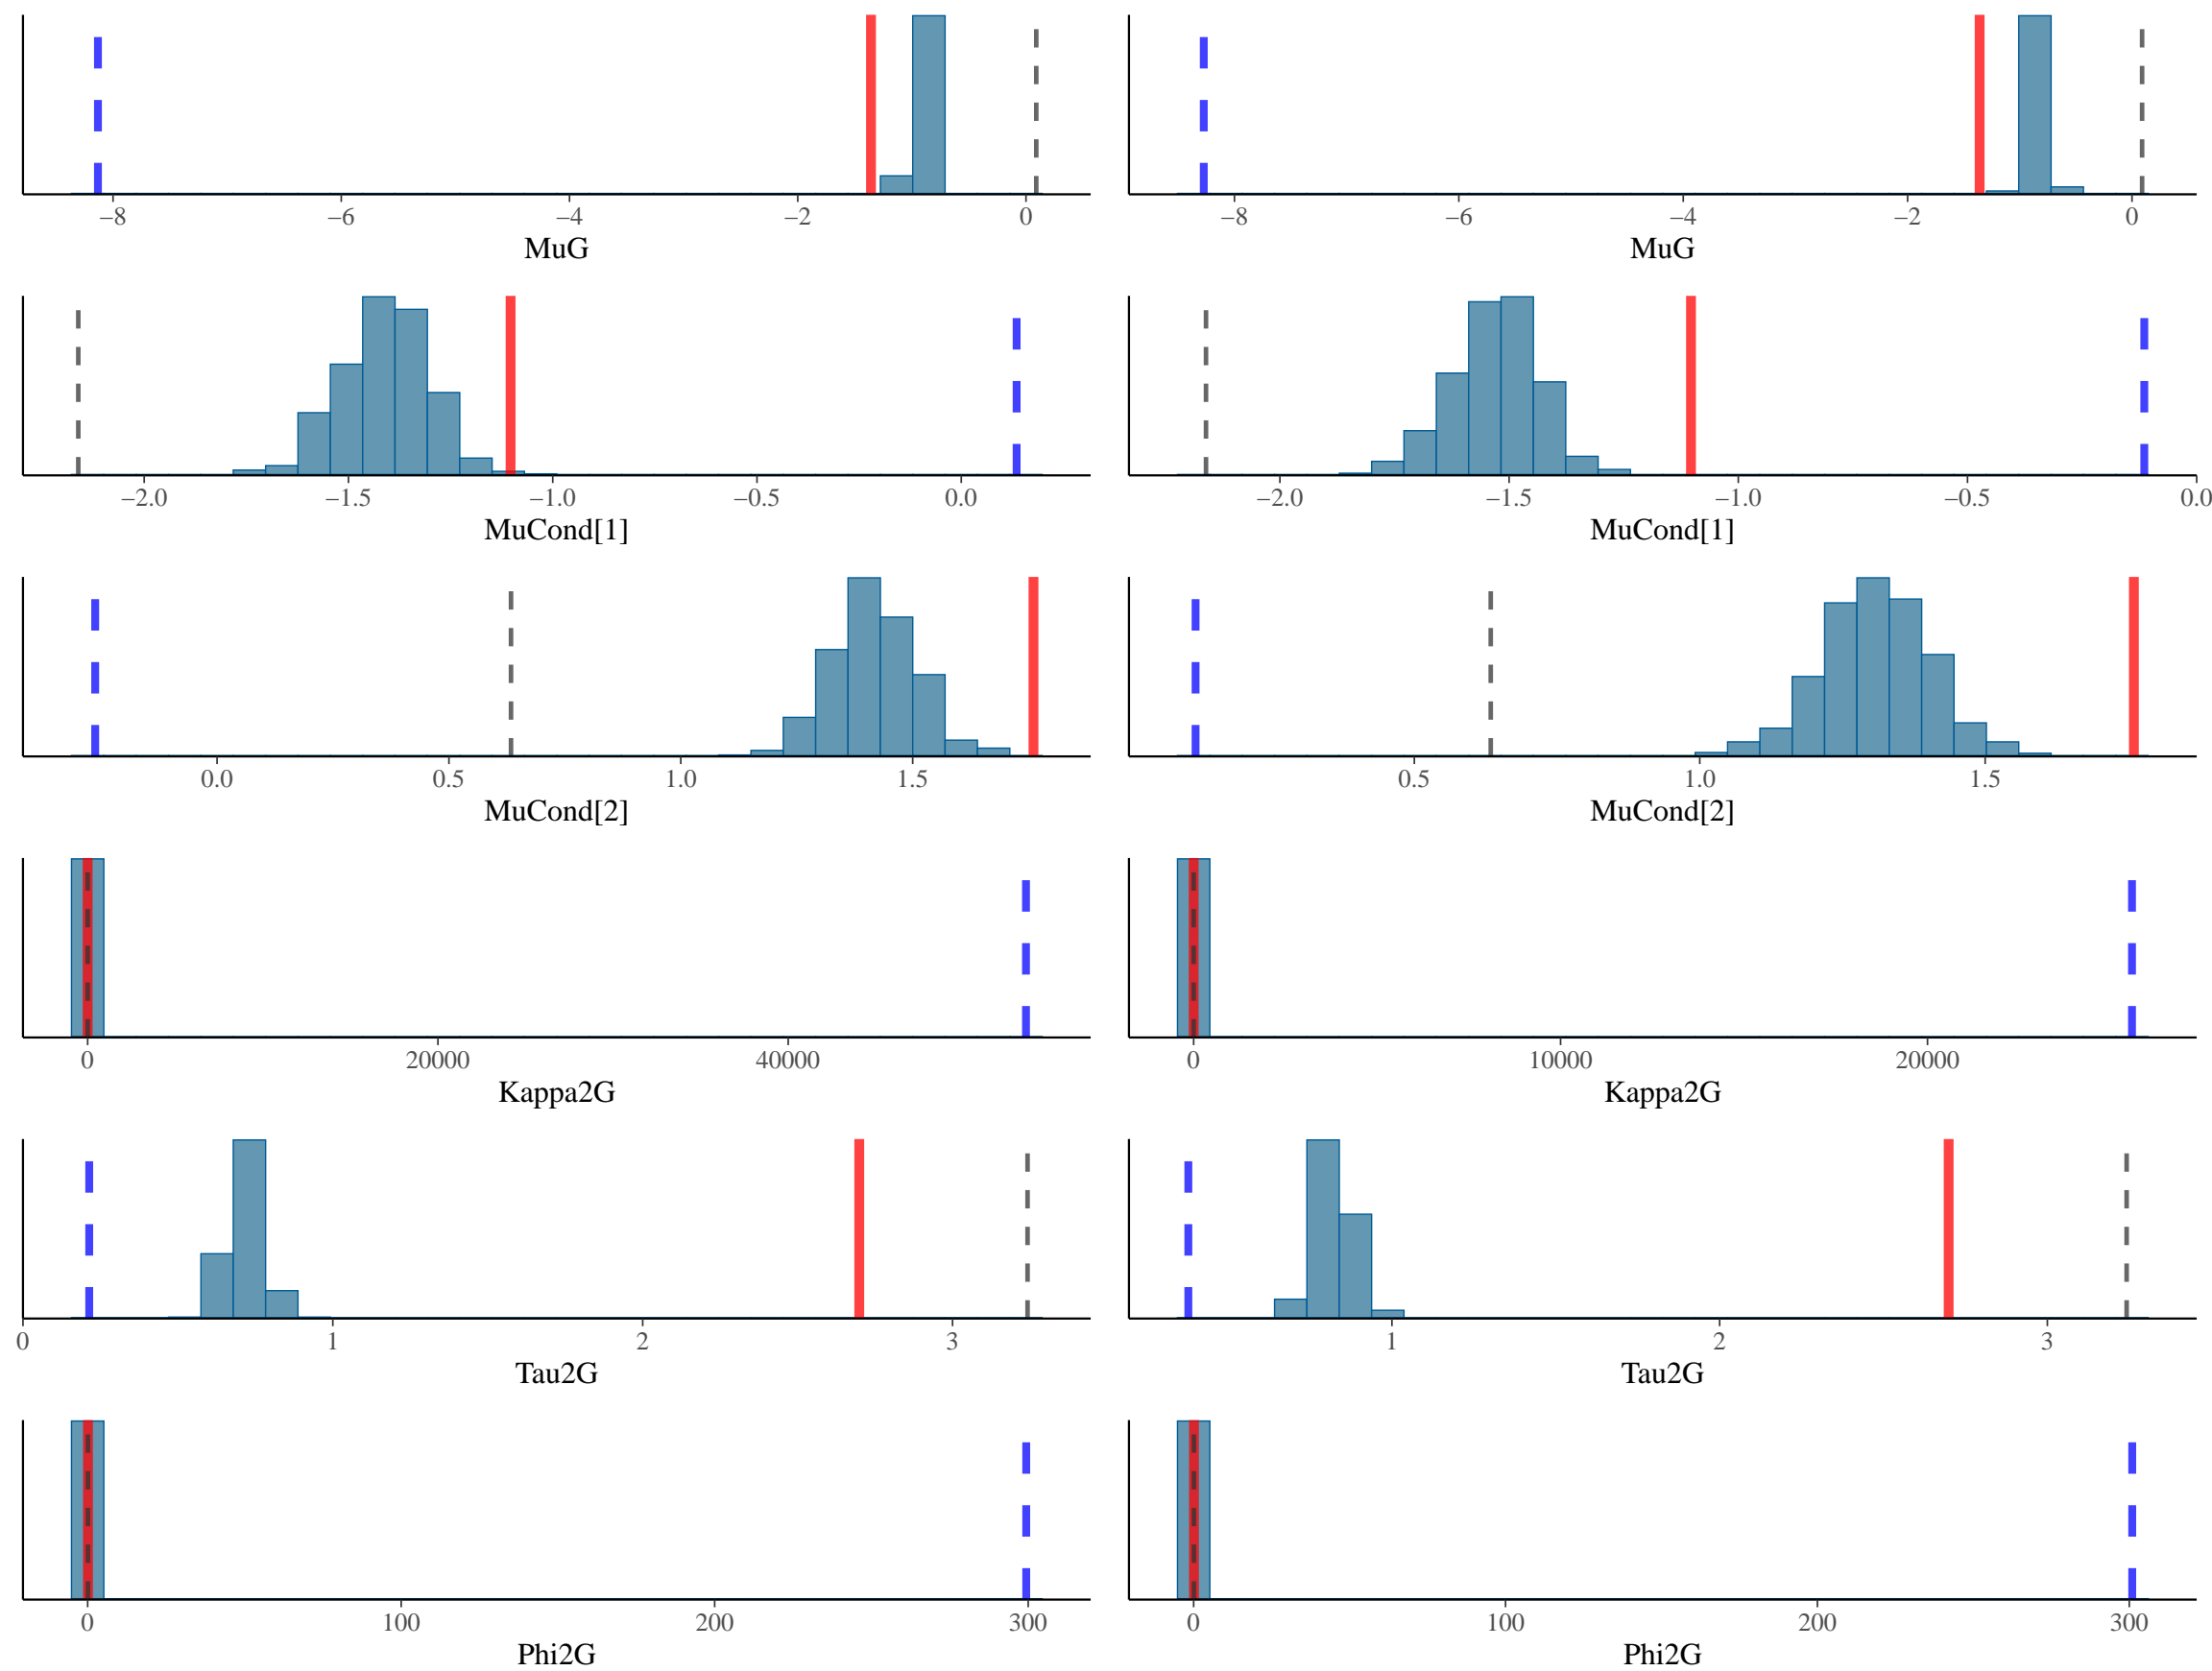 −8 −6 −4 −2 0 −8 −6 −4 −2 0
MuG MuG
−2.0 −1.5 −1.0 −0.5 0.0 −2.0 −1.5 −1.0 −0.5 0.0
MuCond[1] MuCond[1]
0.0 0.5 1.0 1.5 0.5 1.0 1.5
MuCond[2] MuCond[2]
0 20000 40000 0 10000 20000
Kappa2G Kappa2G
0 1 2 3 1 2 3
Tau2G Tau2G
0 100 200 300 0 100 200 300
Phi2G Phi2G